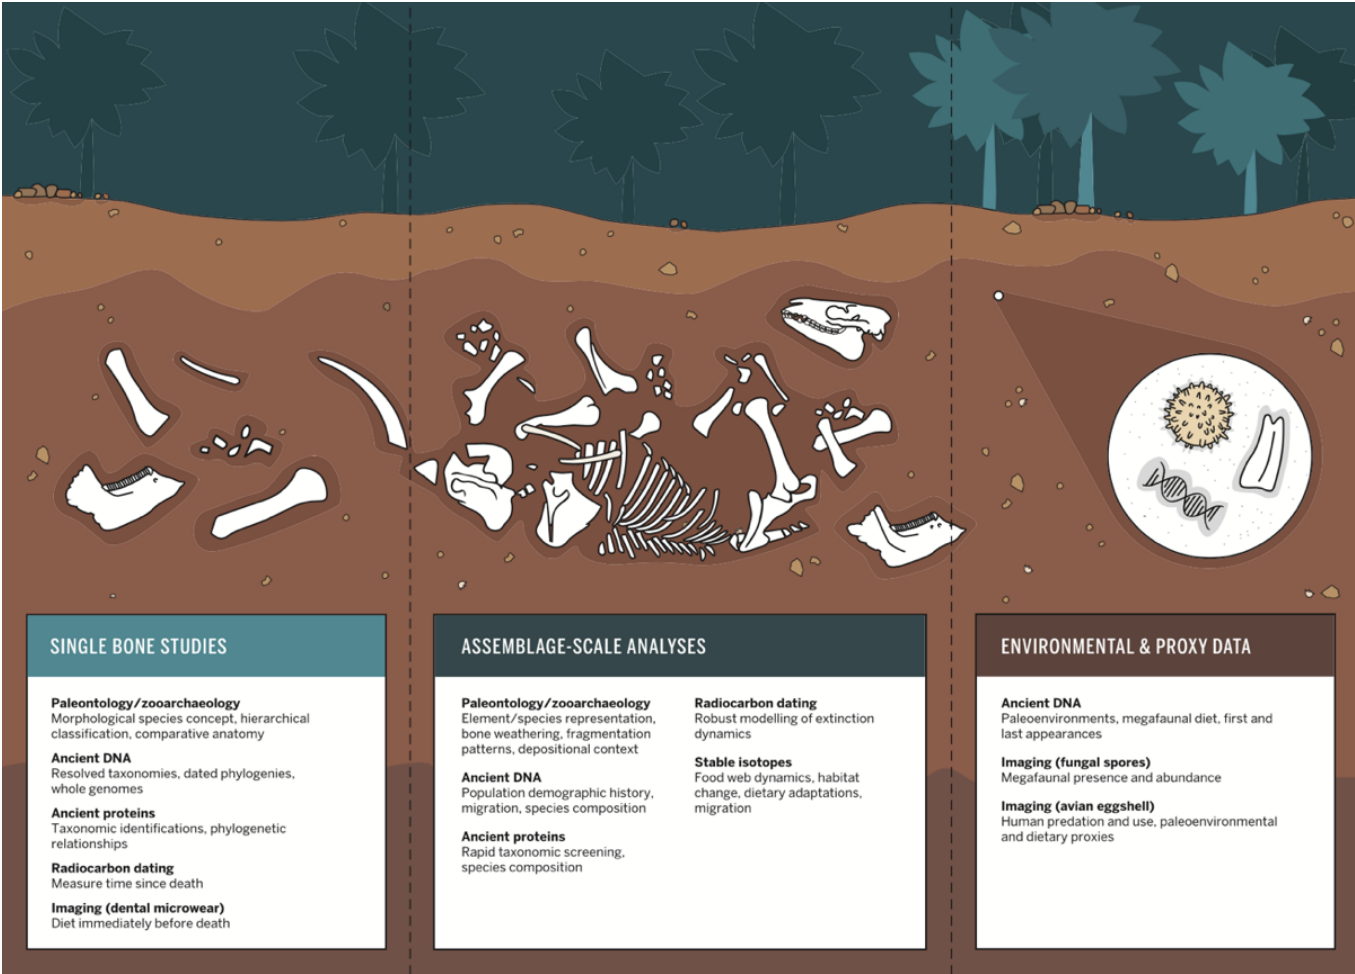 SINGLE BONE STUDIES
Paleontology/zooarchaeology
Morphological species concept, hierarchical
classification, comparative anatomy
Ancient DNA
Resolved taxonomies, dated phylogenies,
whole genomes
Ancient proteins
Taxonomic identifications, phylogenetic
relationships
Radiocarbon dating
Measure time since death
Imaging (dental microwear)
Diet immediately before death
ASSEMBLAGE-SCALE ANALYSES
Paleontology/zooarchaeology
Element/species representation,
bone weathering, fragmentation
patterns, depositional context
Ancient DNA
Population demographic history,
migration, species composition
Ancient proteins
Rapid taxonomic screening,
species composition
Radiocarbon dating
Robust modelling of extinction
dynamics
Stable isotopes
Food web dynamics, habitat
change, dietary adaptations,
migration
ENVIRONMENTAL & PROXY DATA
Ancient DNA
Paleoenvironments, megafaunal diet, first and
last appearances
Imaging (fungal spores)
Megafaunal presence and abundance
Imaging (avian eggshell)
Human predation and use, paleoenvironmental
and dietary proxies